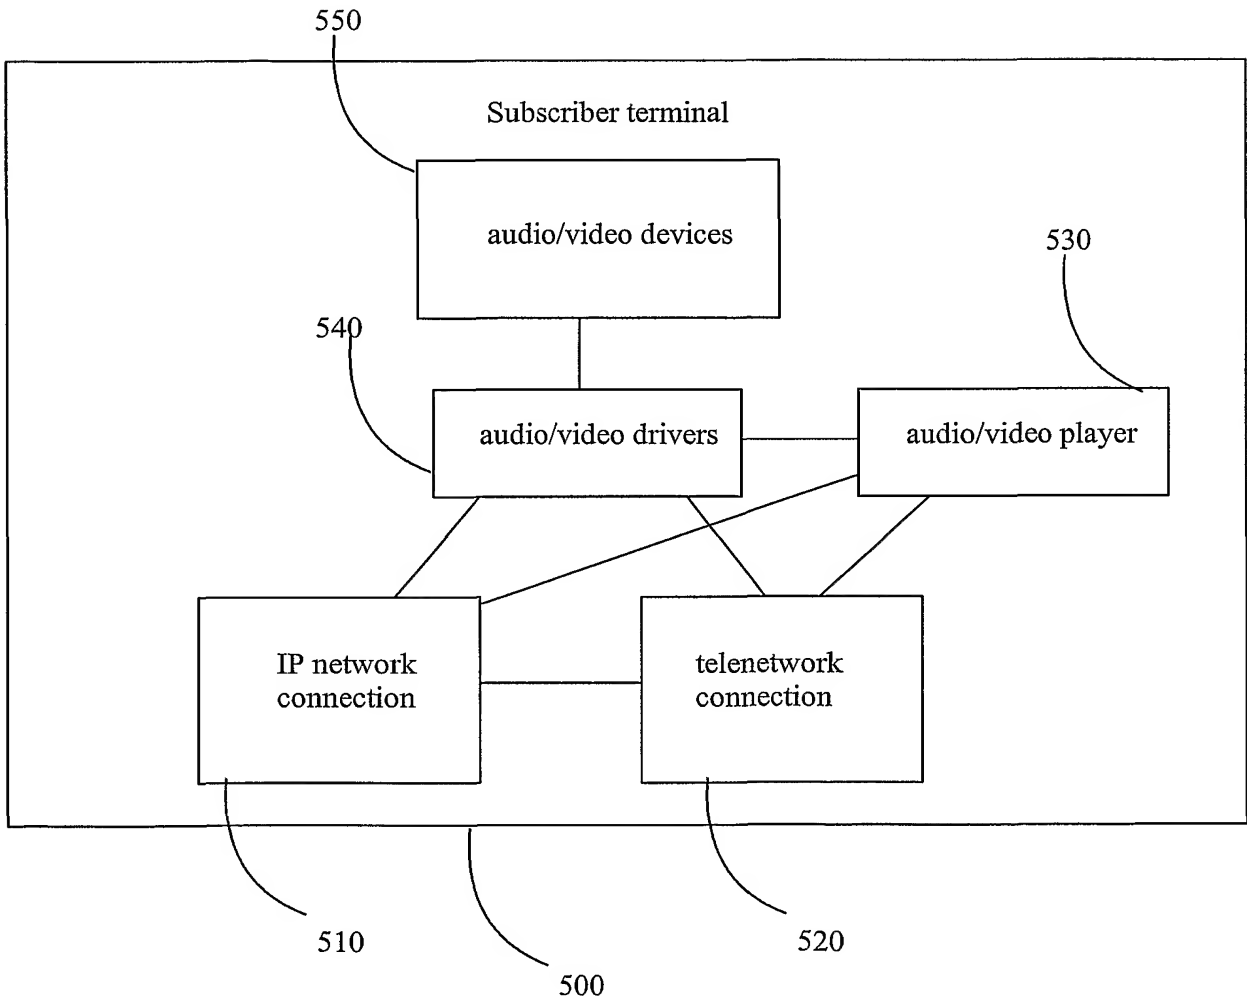 550
Subscriber terminal
audio/video devices
530
540
audio/video drivers
audio/video player
IP network
connection
telenetwork
connection
510
520
500